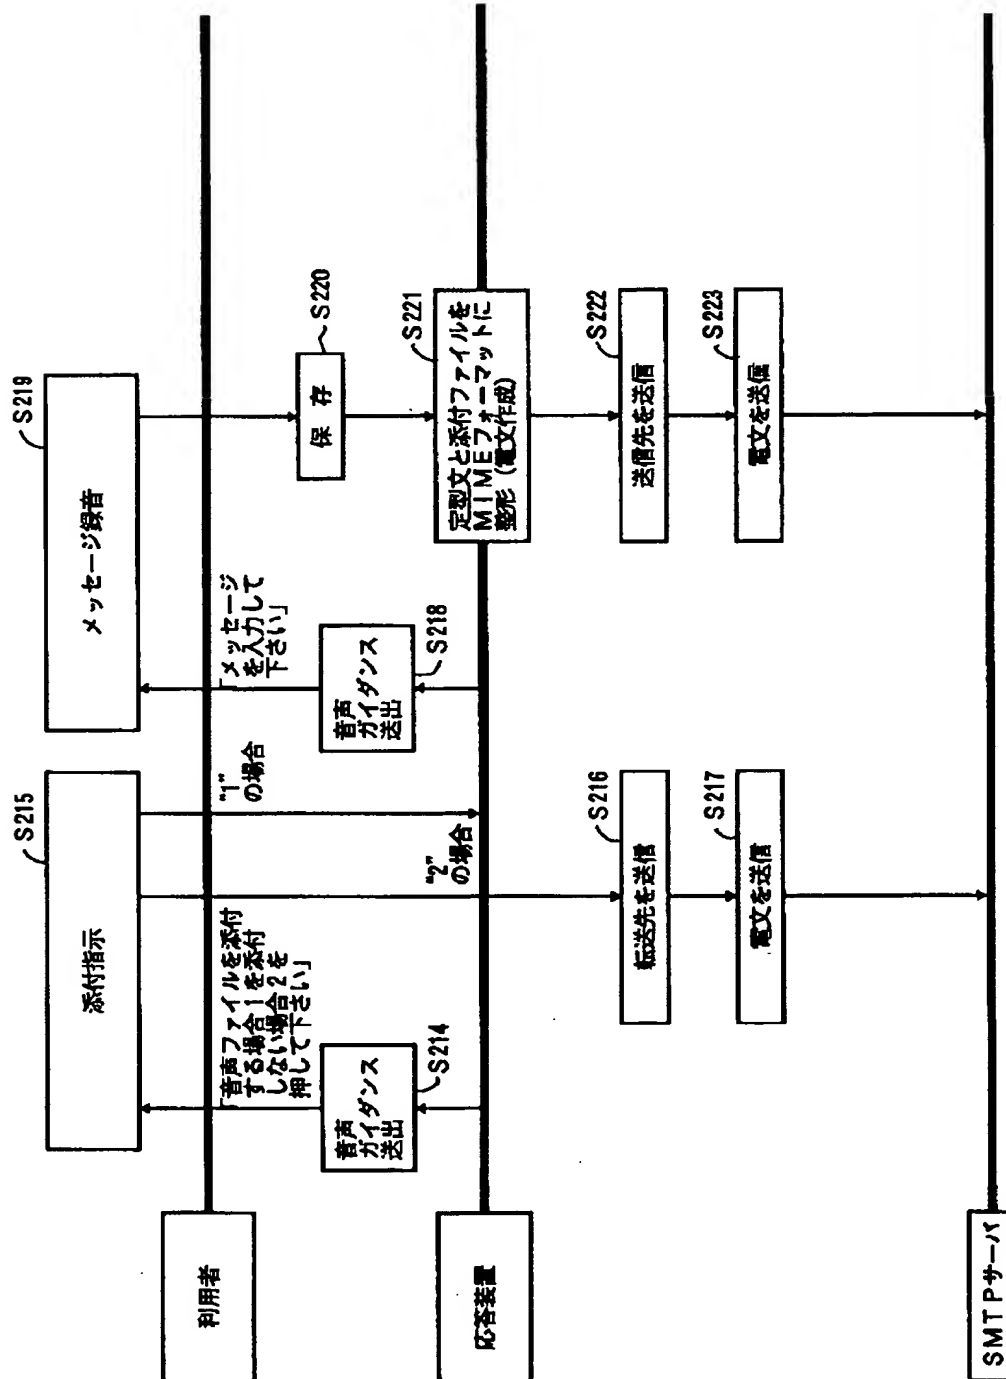 利用者
応答装置
SMTPサーバ
音声
ガイダンス
送出
S214
「音声ファイルを添付
する場合1を添付
しない場合2を
押して下さい」
添付指示
S215
“2”
の場合
“1”
の場合
転送先を送信
S216
電文を送信
S217
音声
ガイダンス
送出
S218
「メッセージ
を入力して
下さい」
メッセージ録音
S219
保存
S220
定型文と添付ファイルを
MIMEフォーマットに
整形(電文作成)
S221
送信先を送信
S222
電文を送信
S223